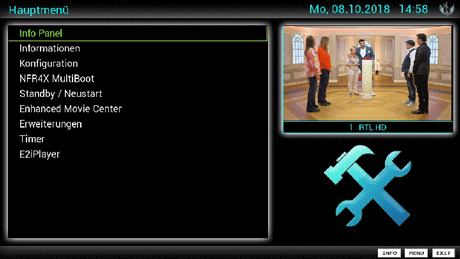 Hauptmenü
Mo, 08.10.2018 14:58
Info Panel
Informationen
Konfiguration
NFR4X MultiBoot
Standby / Neustart
Enhanced Movie Center
Erweiterungen
Timer
E2iPlayer
1 RTL HD
INFO MENU EXIT